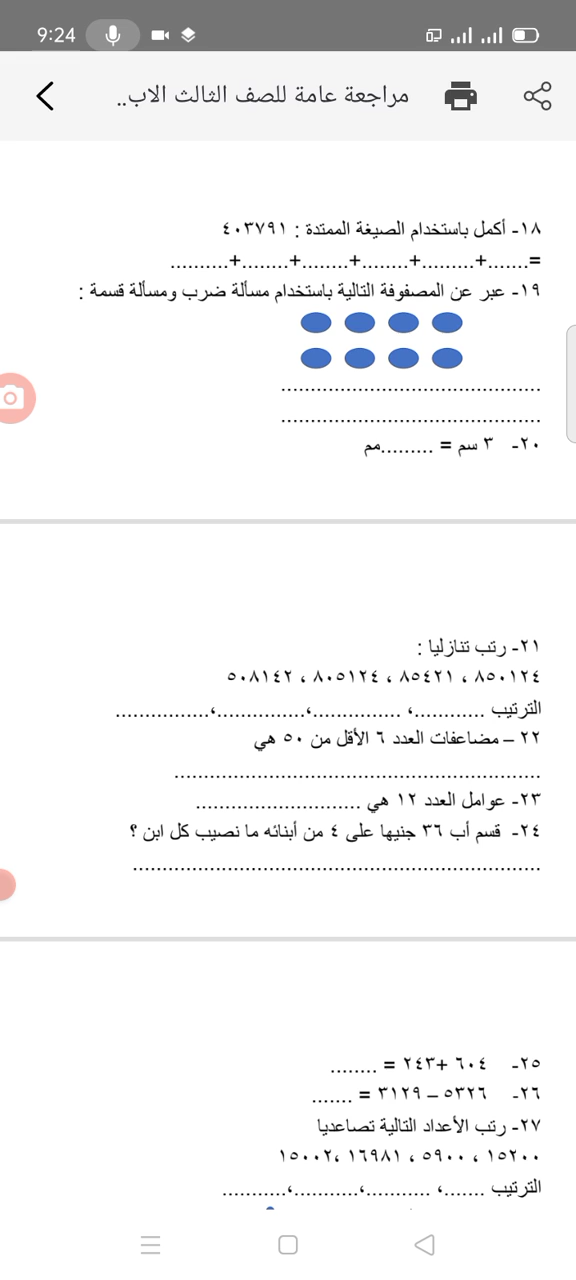 9:24
مراجعة عامة للصف الثالث الاب..
١٨- أكمل باستخدام الصيغة الممتدة : ٤٠٣٧٩١
=.......+.........+........+........+........+..........
١٩- عبر عن المصفوفة التالية باستخدام مسألة ضرب ومسألة قسمة :
..........................................
..........................................
٢٠- ٣ سم = .........مم
٢١- رتب تنازليا :
٨٥٠١٢٤ ، ٨٥٤٢١ ، ٨٠٥١٢٤ ، ٥٠٨١٤٢
الترتيب ............، ..............،...............،................
٢٢ – مضاعفات العدد ٦ الأقل من ٥٠ هي
............................................................
٢٣- عوامل العدد ١٢ هي ...........................
٢٤- قسم أب ٣٦ جنيها على ٤ من أبنائه ما نصيب كل ابن ؟
...................................................................
٢٥- ٦٠٤ +٢٤٣ = ........
٢٦- ٥٣٢٦ – ٣١٢٩ = .......
٢٧- رتب الأعداد التالية تصاعديا
١٥٢٠٠ ، ٥٩٠٠ ، ١٦٩٨١ ،١٥٠٠٢
الترتيب .......، ...........،...........،...........